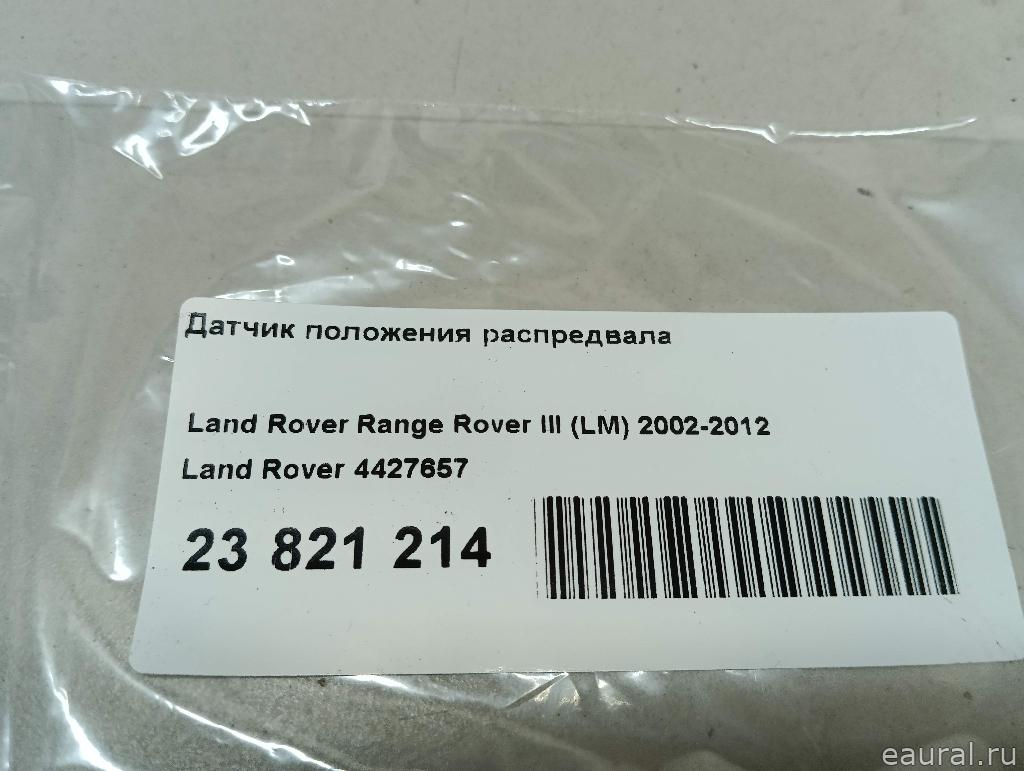 Датчик положения распредвала
Land Rover Range Rover III (LM) 2002-2012
Land Rover 4427657
23 821 214
eaural.ru